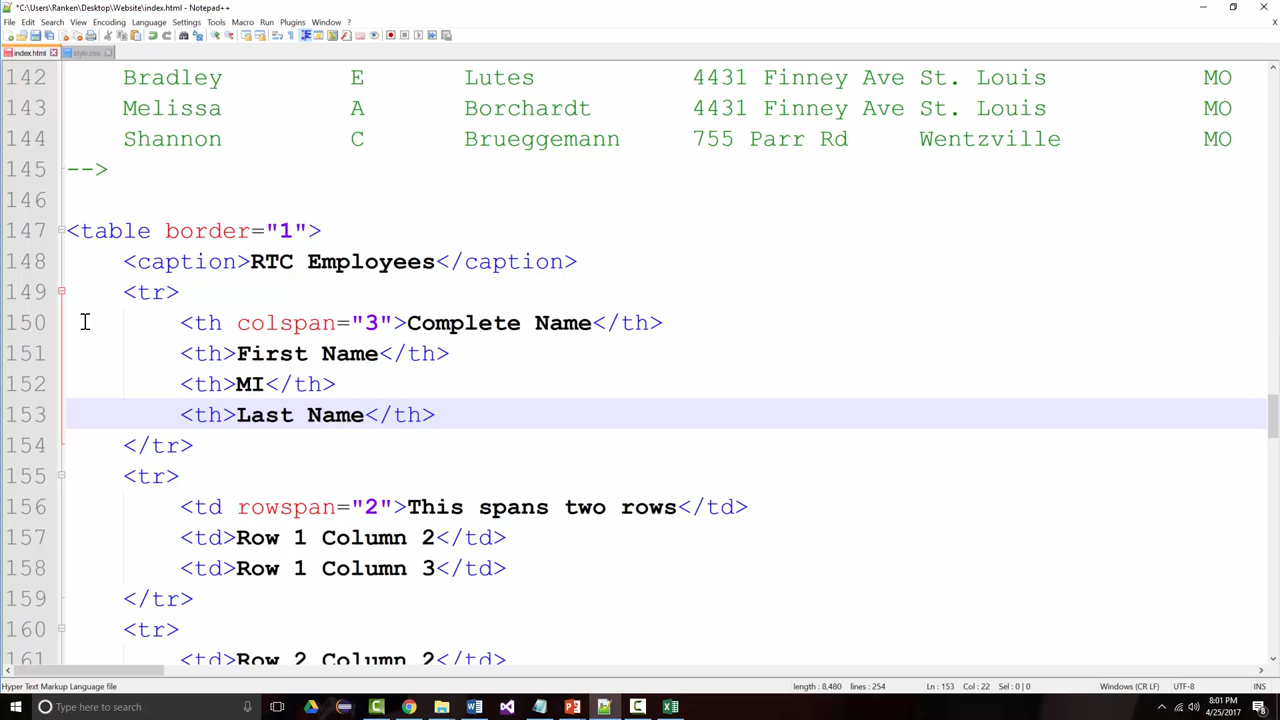 *C:\Users\Ranken\Desktop\Website\index.html - Notepad++
File Edit Search View Encoding Language Settings Tools Macro Run Plugins Window ?
index.html style.css
142 Bradley E Lutes 4431 Finney Ave St. Louis MO
143 Melissa A Borchardt 4431 Finney Ave St. Louis MO
144 Shannon C Brueggemann 755 Parr Rd Wentzville MO
145 -->
146
147 <table border="1">
148 <caption>RTC Employees</caption>
149 <tr>
150 <th colspan="3">Complete Name</th>
151 <th>First Name</th>
152 <th>MI</th>
153 <th>Last Name</th>
154 </tr>
155 <tr>
156 <td rowspan="2">This spans two rows</td>
157 <td>Row 1 Column 2</td>
158 <td>Row 1 Column 3</td>
159 </tr>
160 <tr>
161 <td>Row 2 Column 2</td>
Hyper Text Markup Language file length : 8,480 lines : 254 Ln : 153 Col : 22 Sel : 0 | 0 Windows (CR LF) UTF-8 INS
Type here to search 8:01 PM
4/25/2017